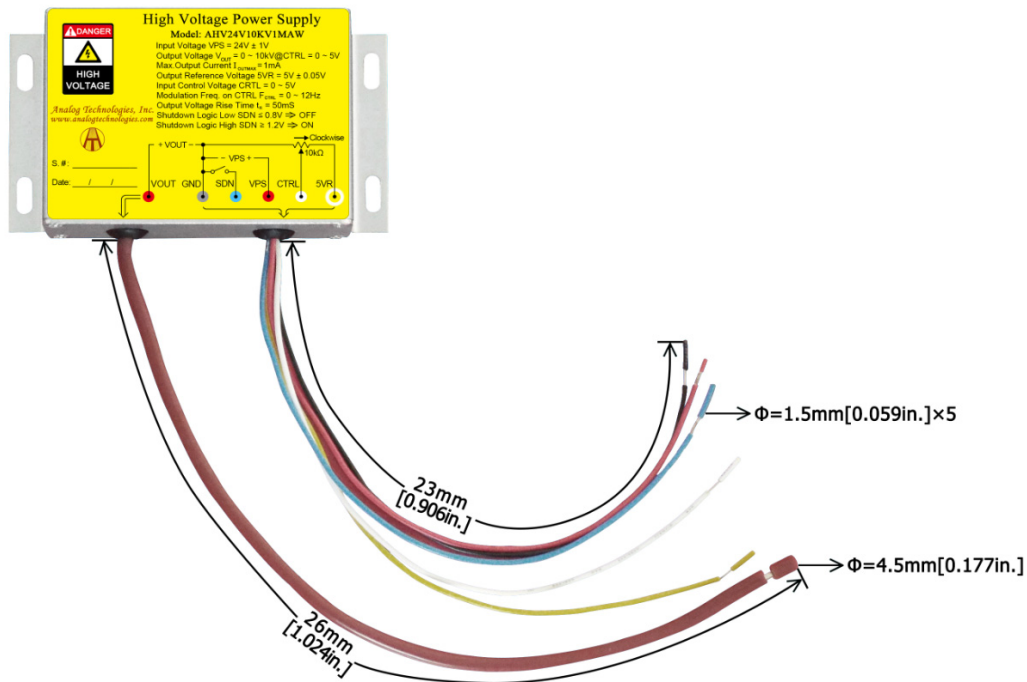 High Voltage Power Supply
DANGER
HIGH
VOLTAGE
Model: AHV24V10KV1MAW
Input Voltage VPS = 24V ± 1V
Output Voltage VOUT = 0 ~ 10kV@CTRL = 0 ~ 5V
Max.Output Current IOUTMAX = 1mA
Output Reference Voltage 5VR = 5V ± 0.05V
Input Control Voltage CRTL = 0 ~ 5V
Modulation Freq. on CTRL FCTRL = 0 ~ 12Hz
Output Voltage Rise Time tR = 50mS
Shutdown Logic Low SDN ≤ 0.8V ⇒ OFF
Shutdown Logic High SDN ≥ 1.2V ⇒ ON
Analog Technologies, Inc.
www.analogtechnologies.com
AT
Clockwise
+ VOUT −
10kΩ
− VPS +
S. #:
Date: / /
VOUT GND SDN VPS CTRL 5VR
Φ=1.5mm[0.059in.]×5
23mm
[0.906in.]
Φ=4.5mm[0.177in.]
26mm
[1.024in.]